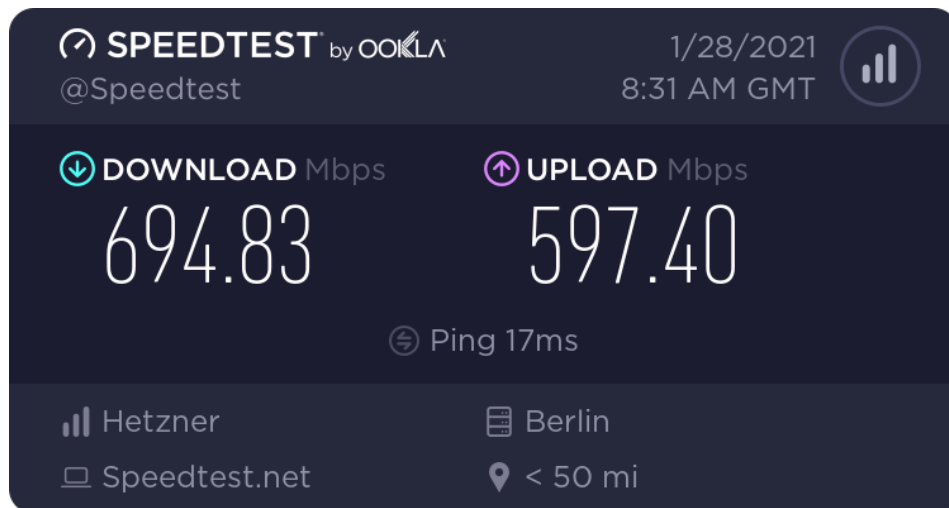 SPEEDTEST by OOKLA
@Speedtest
1/28/2021
8:31 AM GMT
DOWNLOAD Mbps
694.83
UPLOAD Mbps
597.40
Ping 17ms
Hetzner
Speedtest.net
Berlin
< 50 mi